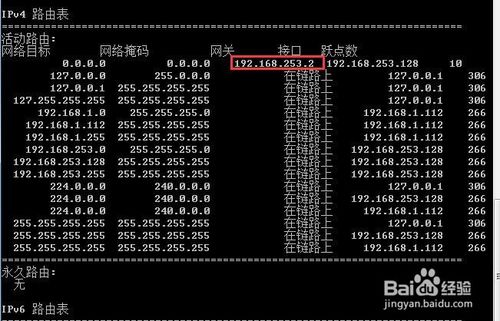 IPv4 路由表
活动路由:
网络目标 网络掩码 网关 接口 跃点数
0.0.0.0 0.0.0.0 192.168.253.2 192.168.253.128 10
127.0.0.0 255.0.0.0 在链路上 127.0.0.1 306
127.0.0.1 255.255.255.255 在链路上 127.0.0.1 306
127.255.255.255 255.255.255.255 在链路上 127.0.0.1 306
192.168.1.0 255.255.255.0 在链路上 192.168.1.112 266
192.168.1.112 255.255.255.255 在链路上 192.168.1.112 266
192.168.1.255 255.255.255.255 在链路上 192.168.1.112 266
192.168.253.0 255.255.255.0 在链路上 192.168.253.128 266
192.168.253.128 255.255.255.255 在链路上 192.168.253.128 266
192.168.253.255 255.255.255.255 在链路上 192.168.253.128 266
224.0.0.0 240.0.0.0 在链路上 127.0.0.1 306
224.0.0.0 240.0.0.0 在链路上 192.168.253.128 266
224.0.0.0 240.0.0.0 在链路上 192.168.1.112 266
255.255.255.255 255.255.255.255 在链路上 127.0.0.1 306
255.255.255.255 255.255.255.255 在链路上 192.168.253.128 266
255.255.255.255 255.255.255.255 在链路上 192.168.1.112 266
永久路由:
无
IPv6 路由表
Baidu 百度 经验
jingyan.baidu.com